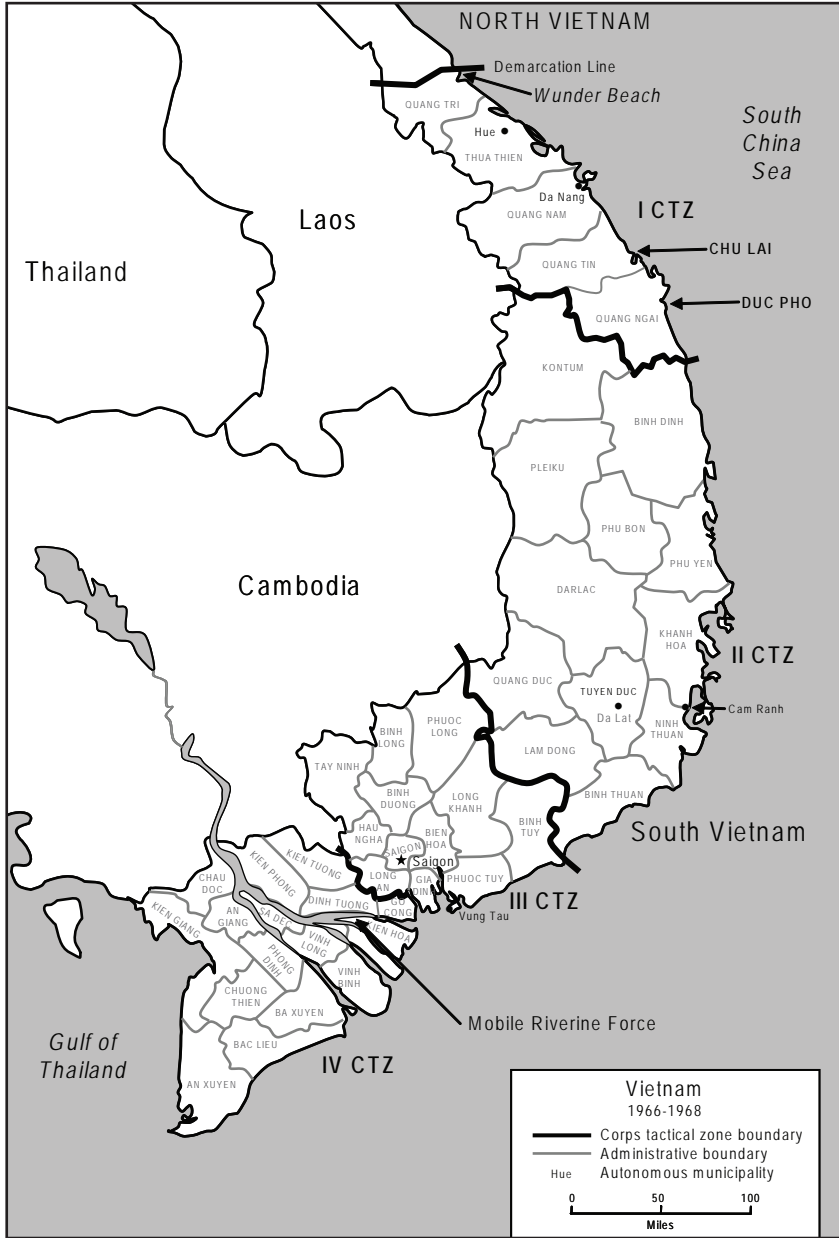 NORTH VIETNAM
Demarcation Line
Wunder Beach
QUANG TRI
South
China
Sea
Hue
THUA THIEN
Da Nang
QUANG NAM
I CTZ
Laos
CHU LAI
Thailand
QUANG TIN
DUC PHO
QUANG NGAI
KONTUM
BINH DINH
PLEIKU
PHU BON
PHU YEN
Cambodia
DARLAC
KHANH
HOA
II CTZ
QUANG DUC
TUYEN DUC
Da Lat
Cam Ranh
NINH
THUAN
PHUOC
LONG
BINH
LONG
LAM DONG
TAY NINH
BINH
DUONG
LONG
KHANH
BINH THUAN
BINH
TUY
HAU
NGHA
BIEN
HOA
SAIGON
Saigon
South Vietnam
KIEN TUONG
LONG
AN
GIA
DINH
PHUOC TUY
III CTZ
Vung Tau
KIEN PHONG
CHAU
DOC
DINH TUONG
GO
CONG
KIEN GIANG
AN
GIANG
SA DEC
VINH
LONG
KIEN HOA
PHONG
DINH
VINH
BINH
CHUONG
THIEN
BA XUYEN
Mobile Riverine Force
Gulf of
Thailand
BAC LIEU
IV CTZ
AN XUYEN
Vietnam
1966-1968
Corps tactical zone boundary
Administrative boundary
Hue Autonomous municipality
0 50 100
Miles